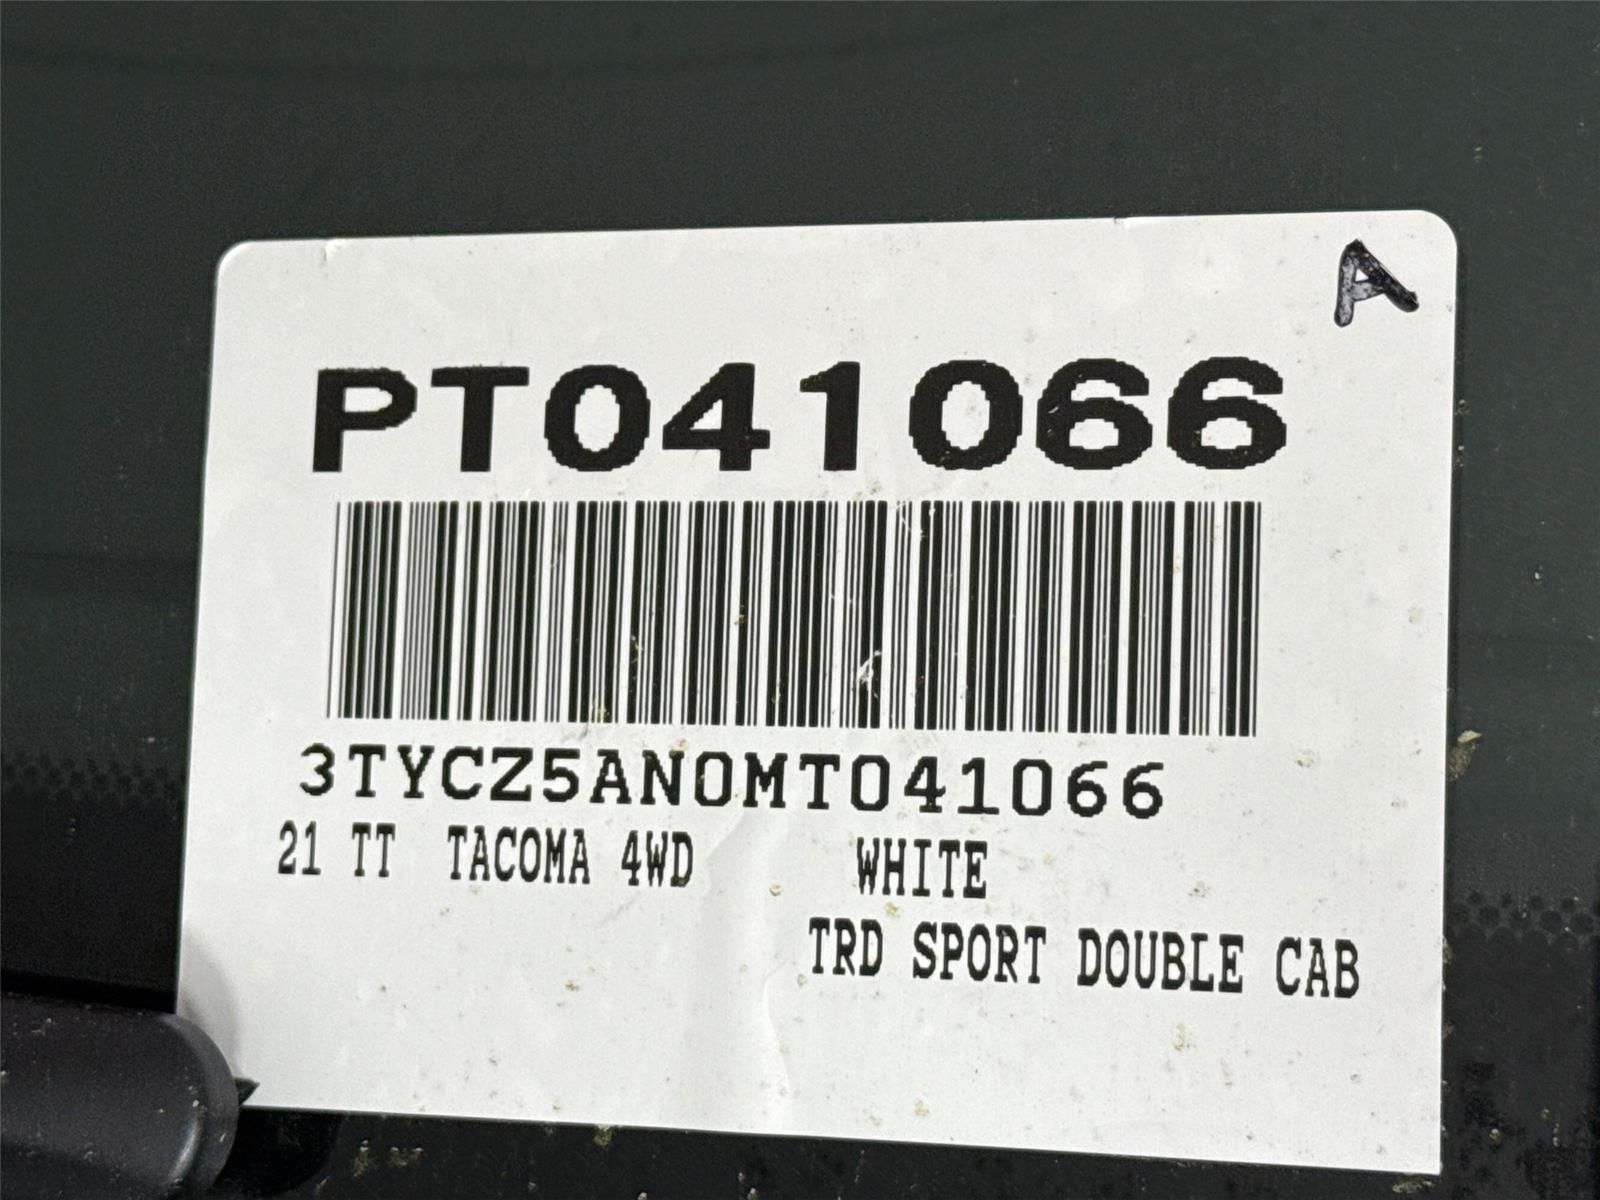 A
PT041066
3TYCZ5AN0MT041066
21 TT TACOMA 4WD WHITE
TRD SPORT DOUBLE CAB